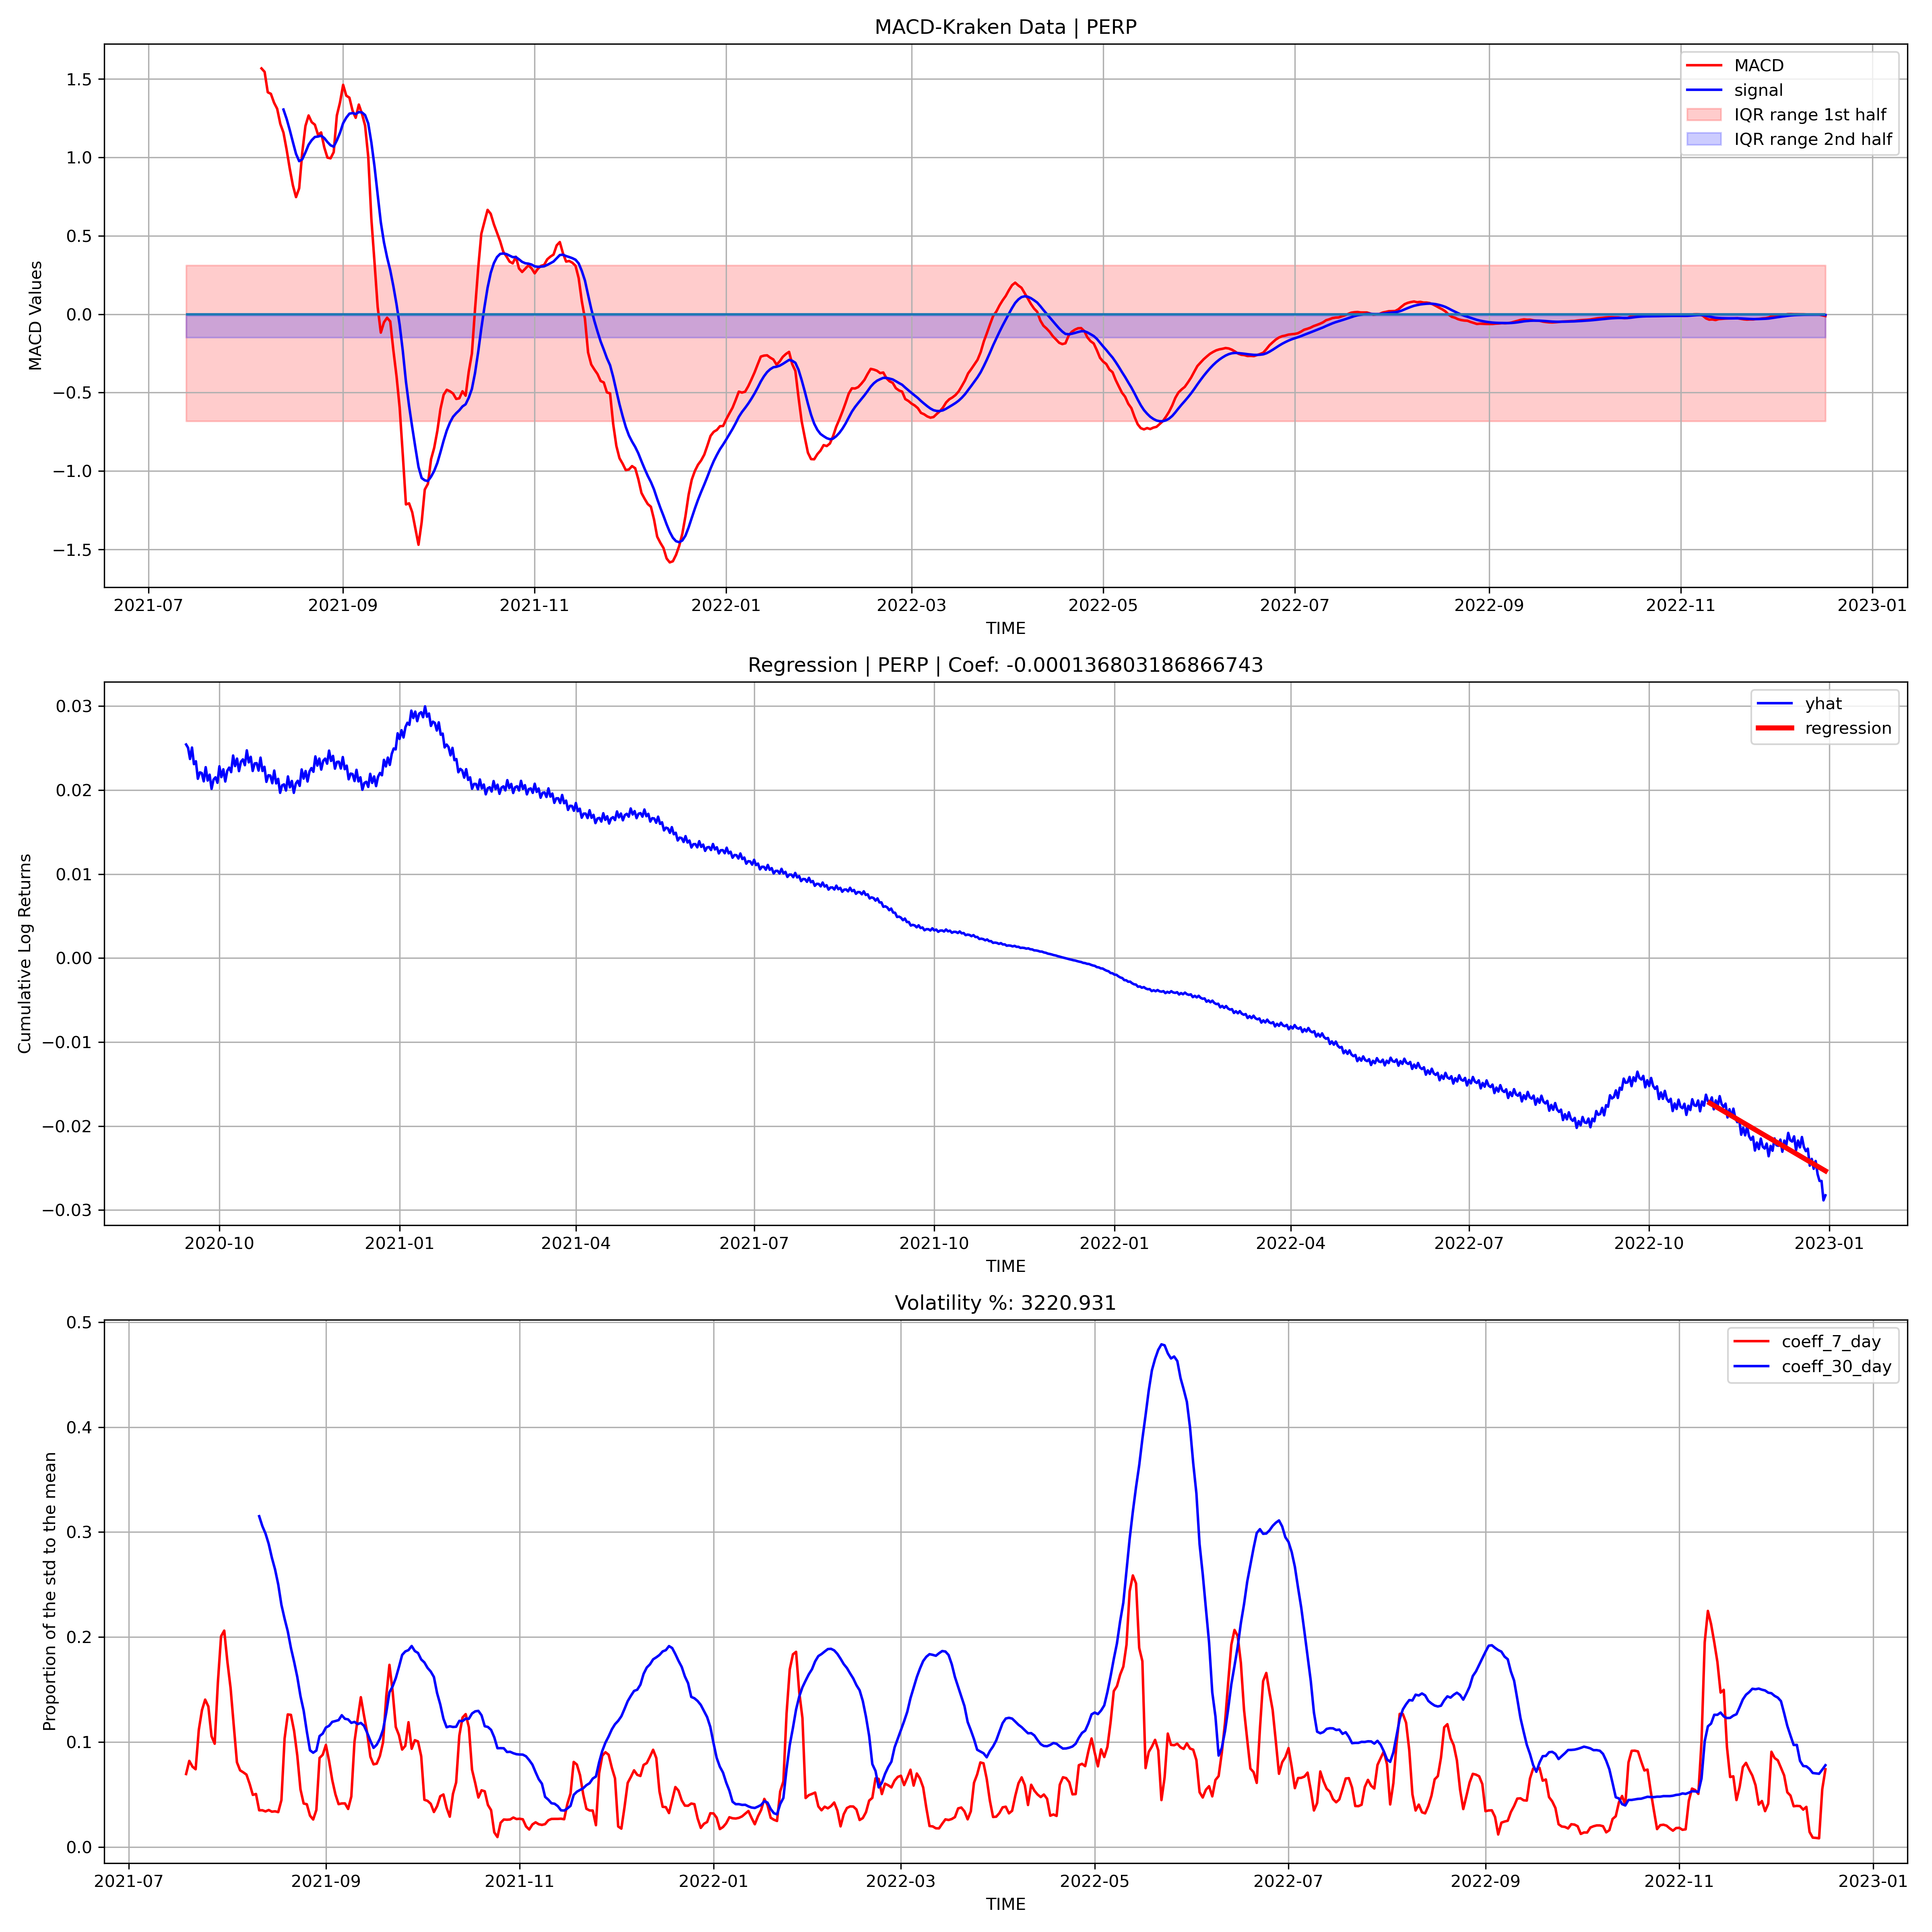 MACD-Kraken Data | PERP
MACD Values
1.5
1.0
0.5
0.0
−0.5
−1.0
−1.5
MACD
signal
IQR range 1st half
IQR range 2nd half
2021-07 2021-09 2021-11 2022-01 2022-03 2022-05 2022-07 2022-09 2022-11 2023-01
TIME
Regression | PERP | Coef: -0.000136803186866743
Cumulative Log Returns
0.03
0.02
0.01
0.00
−0.01
−0.02
−0.03
yhat
regression
2020-10 2021-01 2021-04 2021-07 2021-10 2022-01 2022-04 2022-07 2022-10 2023-01
TIME
Volatility %: 3220.931
Proportion of the std to the mean
0.5
0.4
0.3
0.2
0.1
0.0
coeff_7_day
coeff_30_day
2021-07 2021-09 2021-11 2022-01 2022-03 2022-05 2022-07 2022-09 2022-11 2023-01
TIME